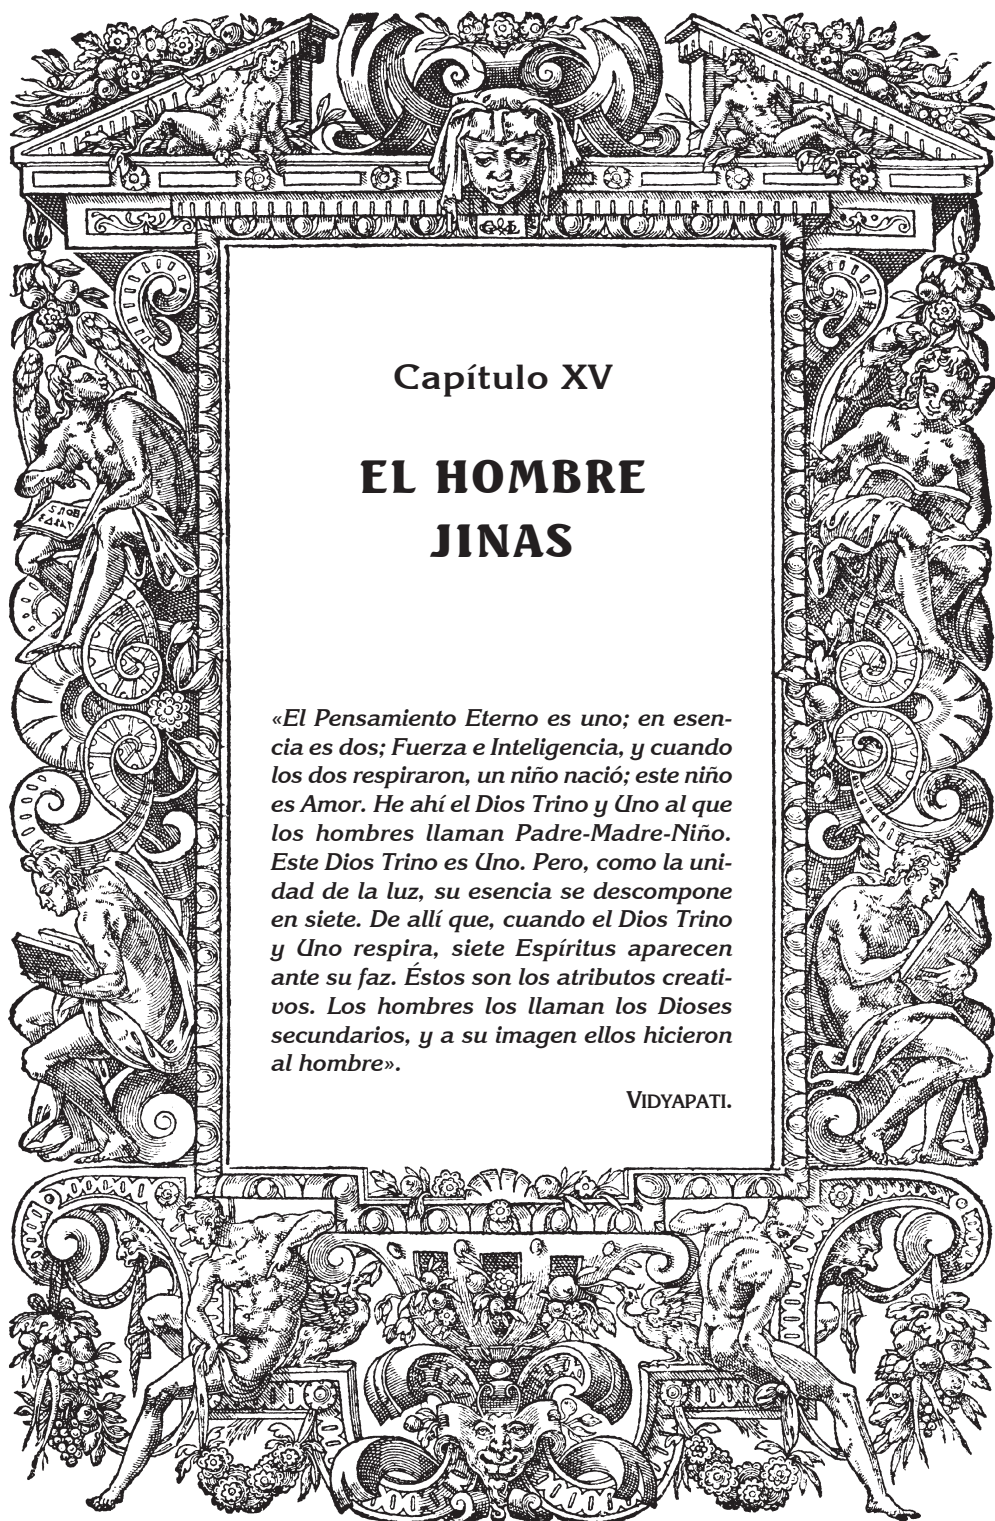 Capítulo XV
EL HOMBRE
JINAS
«El Pensamiento Eterno es uno; en esen-
cia es dos; Fuerza e Inteligencia, y cuando
los dos respiraron, un niño nació; este niño
es Amor. He ahí el Dios Trino y Uno al que
los hombres llaman Padre-Madre-Niño.
Este Dios Trino es Uno. Pero, como la uni-
dad de la luz, su esencia se descompone
en siete. De allí que, cuando el Dios Trino
y Uno respira, siete Espíritus aparecen
ante su faz. Éstos son los atributos creati-
vos. Los hombres los llaman los Dioses
secundarios, y a su imagen ellos hicieron
al hombre».
VIDYAPATI.